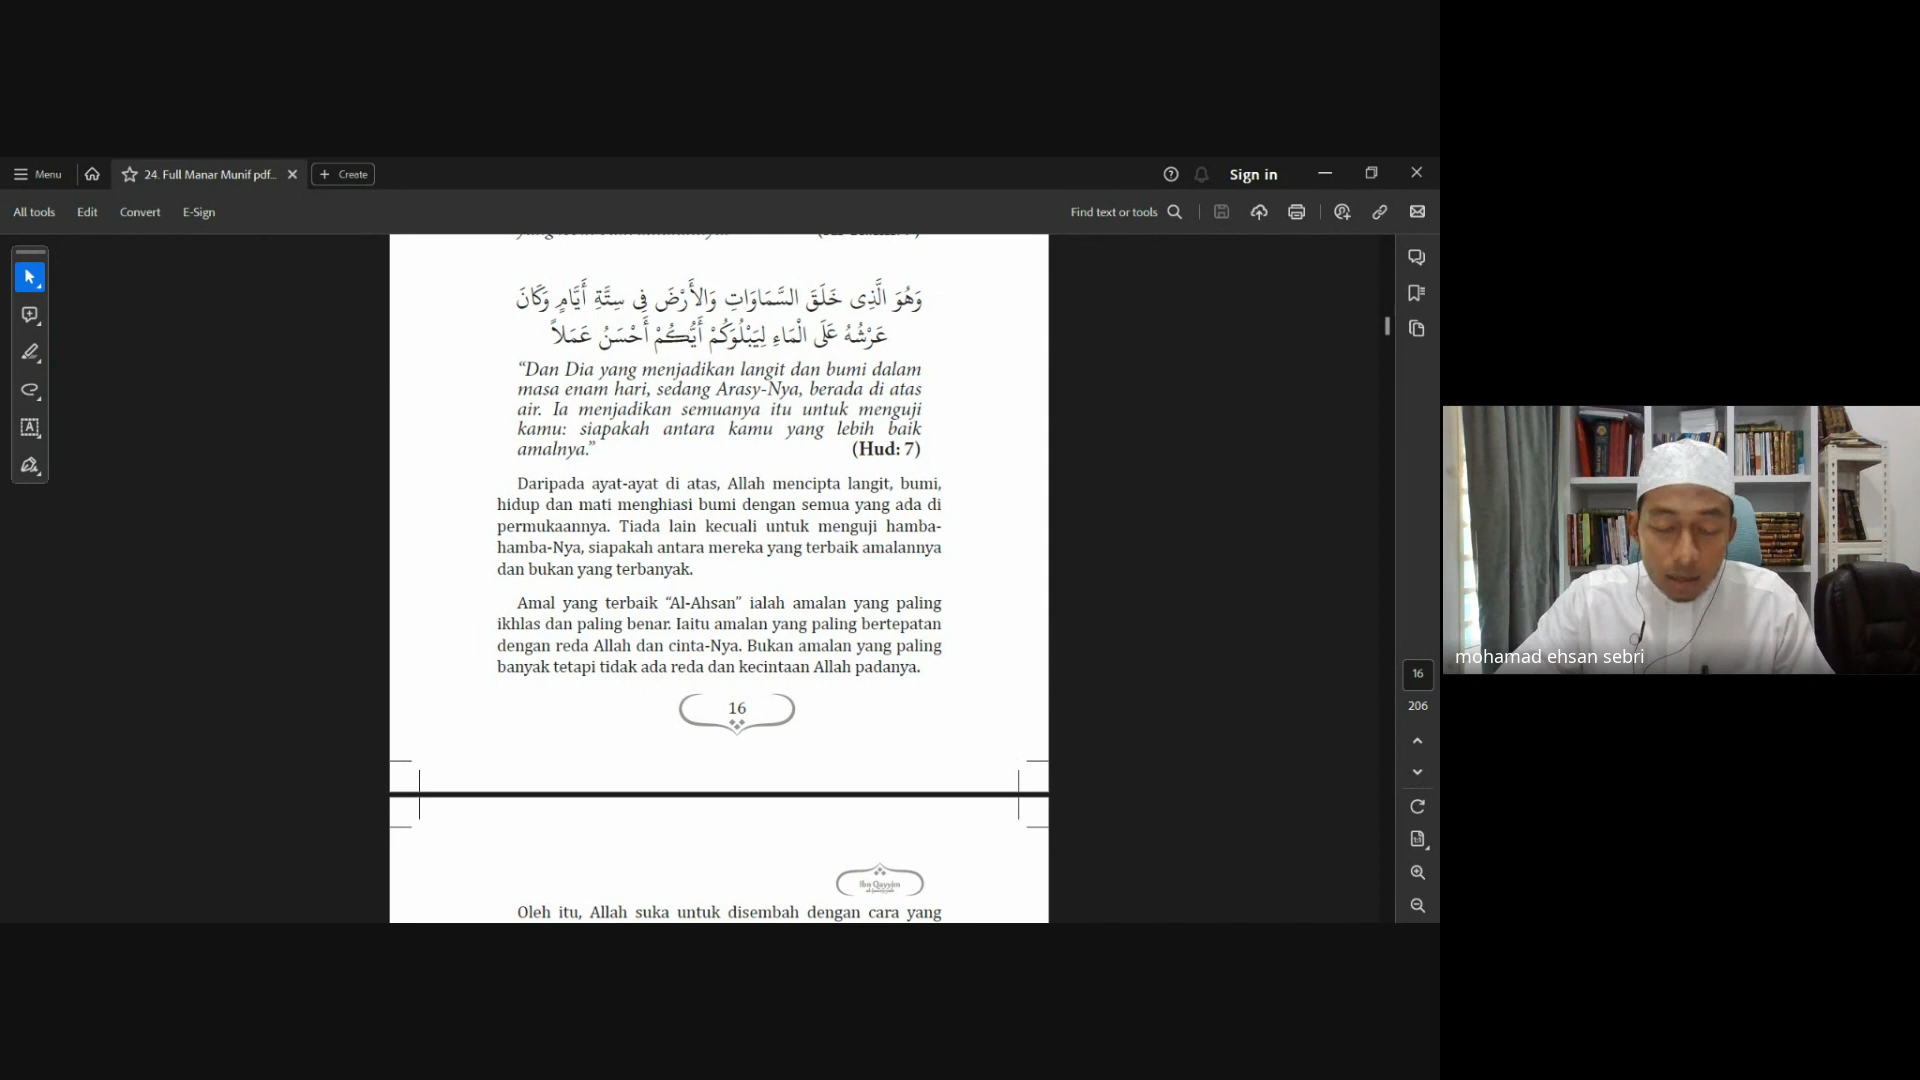 Menu
24. Full Manar Munif pdf...
Create
Sign in
All tools
Edit
Convert
E-Sign
Find text or tools
وَهُوَ الَّذِى خَلَقَ السَّمَاوَاتِ وَالأَرْضَ فِى سِتَّةِ أَيَّامٍ وَكَانَ
عَرْشُهُ عَلَى الْمَاءِ لِيَبْلُوَكُمْ أَيُّكُمْ أَحْسَنُ عَمَلاً
“Dan Dia yang menjadikan langit dan bumi dalam
masa enam hari, sedang Arasy-Nya, berada di atas
air. Ia menjadikan semuanya itu untuk menguji
kamu: siapakah antara kamu yang lebih baik
amalnya.” (Hud: 7)
Daripada ayat-ayat di atas, Allah mencipta langit, bumi,
hidup dan mati menghiasi bumi dengan semua yang ada di
permukaannya. Tiada lain kecuali untuk menguji hamba-
hamba-Nya, siapakah antara mereka yang terbaik amalannya
dan bukan yang terbanyak.
Amal yang terbaik “Al-Ahsan” ialah amalan yang paling
ikhlas dan paling benar. Iaitu amalan yang paling bertepatan
dengan reda Allah dan cinta-Nya. Bukan amalan yang paling
banyak tetapi tidak ada reda dan kecintaan Allah padanya.
16
Ibn Qayyim
Oleh itu, Allah suka untuk disembah dengan cara yang
16
206
mohamad ehsan sebri